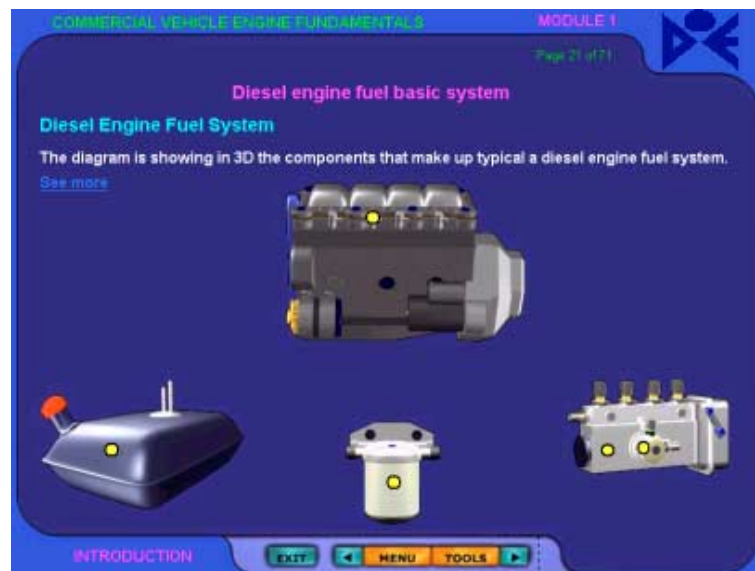 COMMERCIAL VEHICLE ENGINE FUNDAMENTALS MODULE 1
Page 21 of 71
Diesel engine fuel basic system
Diesel Engine Fuel System
The diagram is showing in 3D the components that make up typical a diesel engine fuel system.
See more
INTRODUCTION EXIT MENU TOOLS